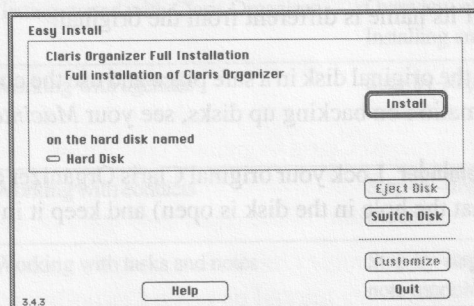 Easy Install
Claris Organizer Full Installation
Full installation of Claris Organizer
Install
on the hard disk named
Hard Disk
Eject Disk
Switch Disk
Customize
Help
Quit
3.4.3